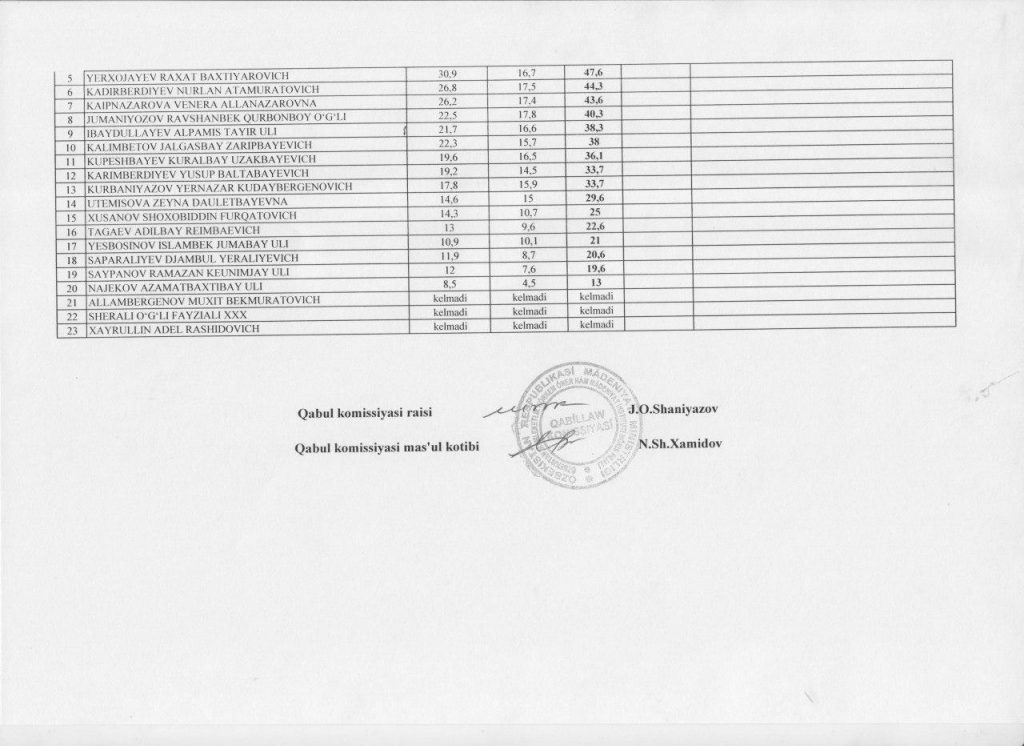 5 YERXOJAYEV RAXAT BAXTIYAROVICH 30,9 16,7 47,6
6 KADIRBERDIYEV NURLAN ATAMURATOVICH 26,8 17,5 44,3
7 KAIPNAZAROVA VENERA ALLANAZAROVNA 26,2 17,4 43,6
8 JUMANIYOZOV RAVSHANBEK QURBONBOY O‘G‘LI 22,5 17,8 40,3
9 IBAYDULLAYEV ALPAMIS TAYIR ULI 21,7 16,6 38,3
10 KALIMBETOV JALGASBAY ZARIPBAYEVICH 22,3 15,7 38
11 KUPESHBAYEV KURALBAY UZAKBAYEVICH 19,6 16,5 36,1
12 KARIMBERDIYEV YUSUP BALTABAYEVICH 19,2 14,5 33,7
13 KURBANIYAZOV YERNAZAR KUDAYBERGENOVICH 17,8 15,9 33,7
14 UTEMISOVA ZEYNA DAULETBAYEVNA 14,6 15 29,6
15 XUSANOV SHOXOBIDDIN FURQATOVICH 14,3 10,7 25
16 TAGAEV ADILBAY REIMBAEVICH 13 9,6 22,6
17 YESBOSINOV ISLAMBEK JUMABAY ULI 10,9 10,1 21
18 SAPARALIYEV DJAMBUL YERALIYEVICH 11,9 8,7 20,6
19 SAYPANOV RAMAZAN KEUNIMJAY ULI 12 7,6 19,6
20 NAJEKOV AZAMATBAXTIBAY ULI 8,5 4,5 13
21 ALLAMBERGENOV MUXIT BEKMURATOVICH kelmadi kelmadi kelmadi
22 SHERALI O‘G‘LI FAYZIALI XXX kelmadi kelmadi kelmadi
23 XAYRULLIN ADEL RASHIDOVICH kelmadi kelmadi kelmadi
Qabul komissiyasi raisi J.O.Shaniyazov
Qabul komissiyasi mas'ul kotibi N.Sh.Xamidov
ÓZBEKISTAN RESPUBLIKASÍ MÁDENIYAT MINISTRLIGI
QABÍLLAW
KOMISSIYASÍ